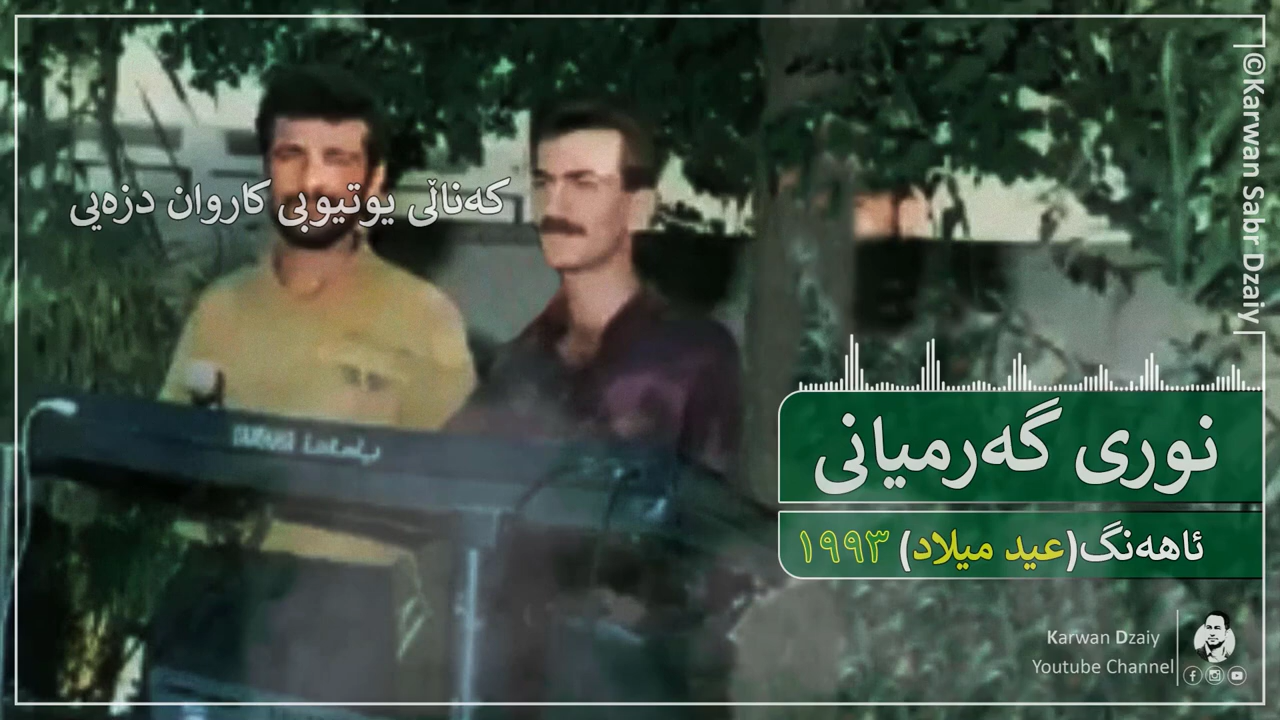 ©Karwan Sabr Dzaiy
کەناڵی یوتیوبی کاروان دزەیی
نوری گەرمیانی
ئاهەنگ(عید میلاد) ١٩٩٣
Karwan Dzaiy
Youtube Channel